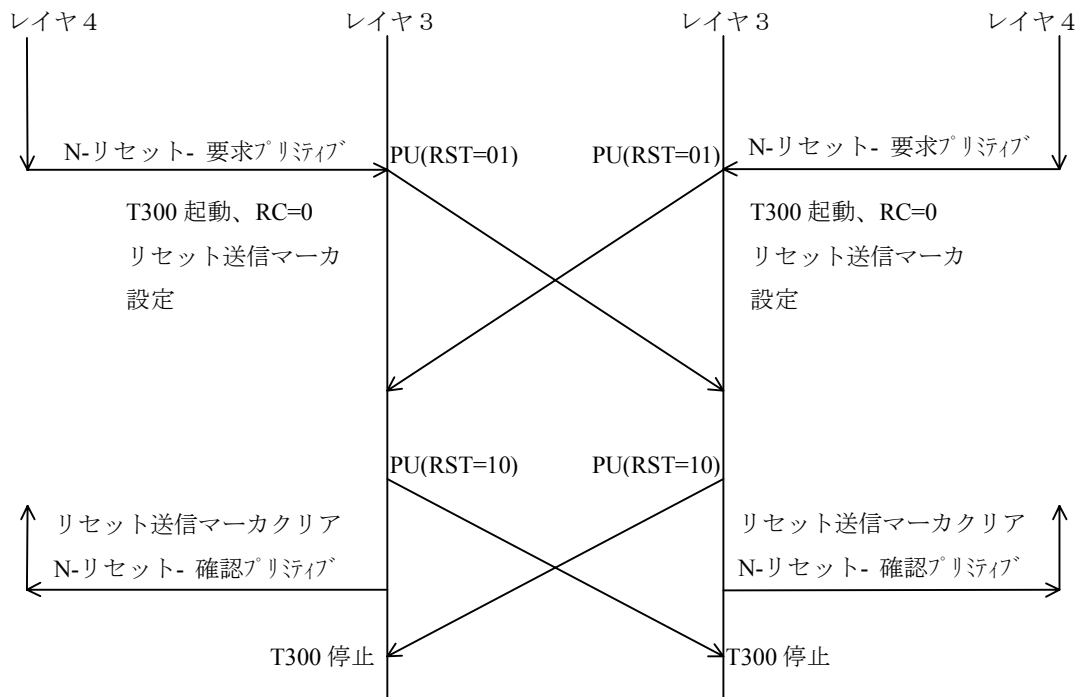 レイヤ４ レイヤ３ レイヤ３ レイヤ４
N-リセット- 要求ﾌﾟﾘﾐﾃｨﾌﾞ PU(RST=01) PU(RST=01) N-リセット- 要求ﾌﾟﾘﾐﾃｨﾌﾞ
T300 起動、RC=0 T300 起動、RC=0
リセット送信マーカ リセット送信マーカ
設定 設定
PU(RST=10) PU(RST=10)
リセット送信マーカクリア リセット送信マーカクリア
N-リセット- 確認ﾌﾟﾘﾐﾃｨﾌﾞ N-リセット- 確認ﾌﾟﾘﾐﾃｨﾌﾞ
T300 停止 T300 停止